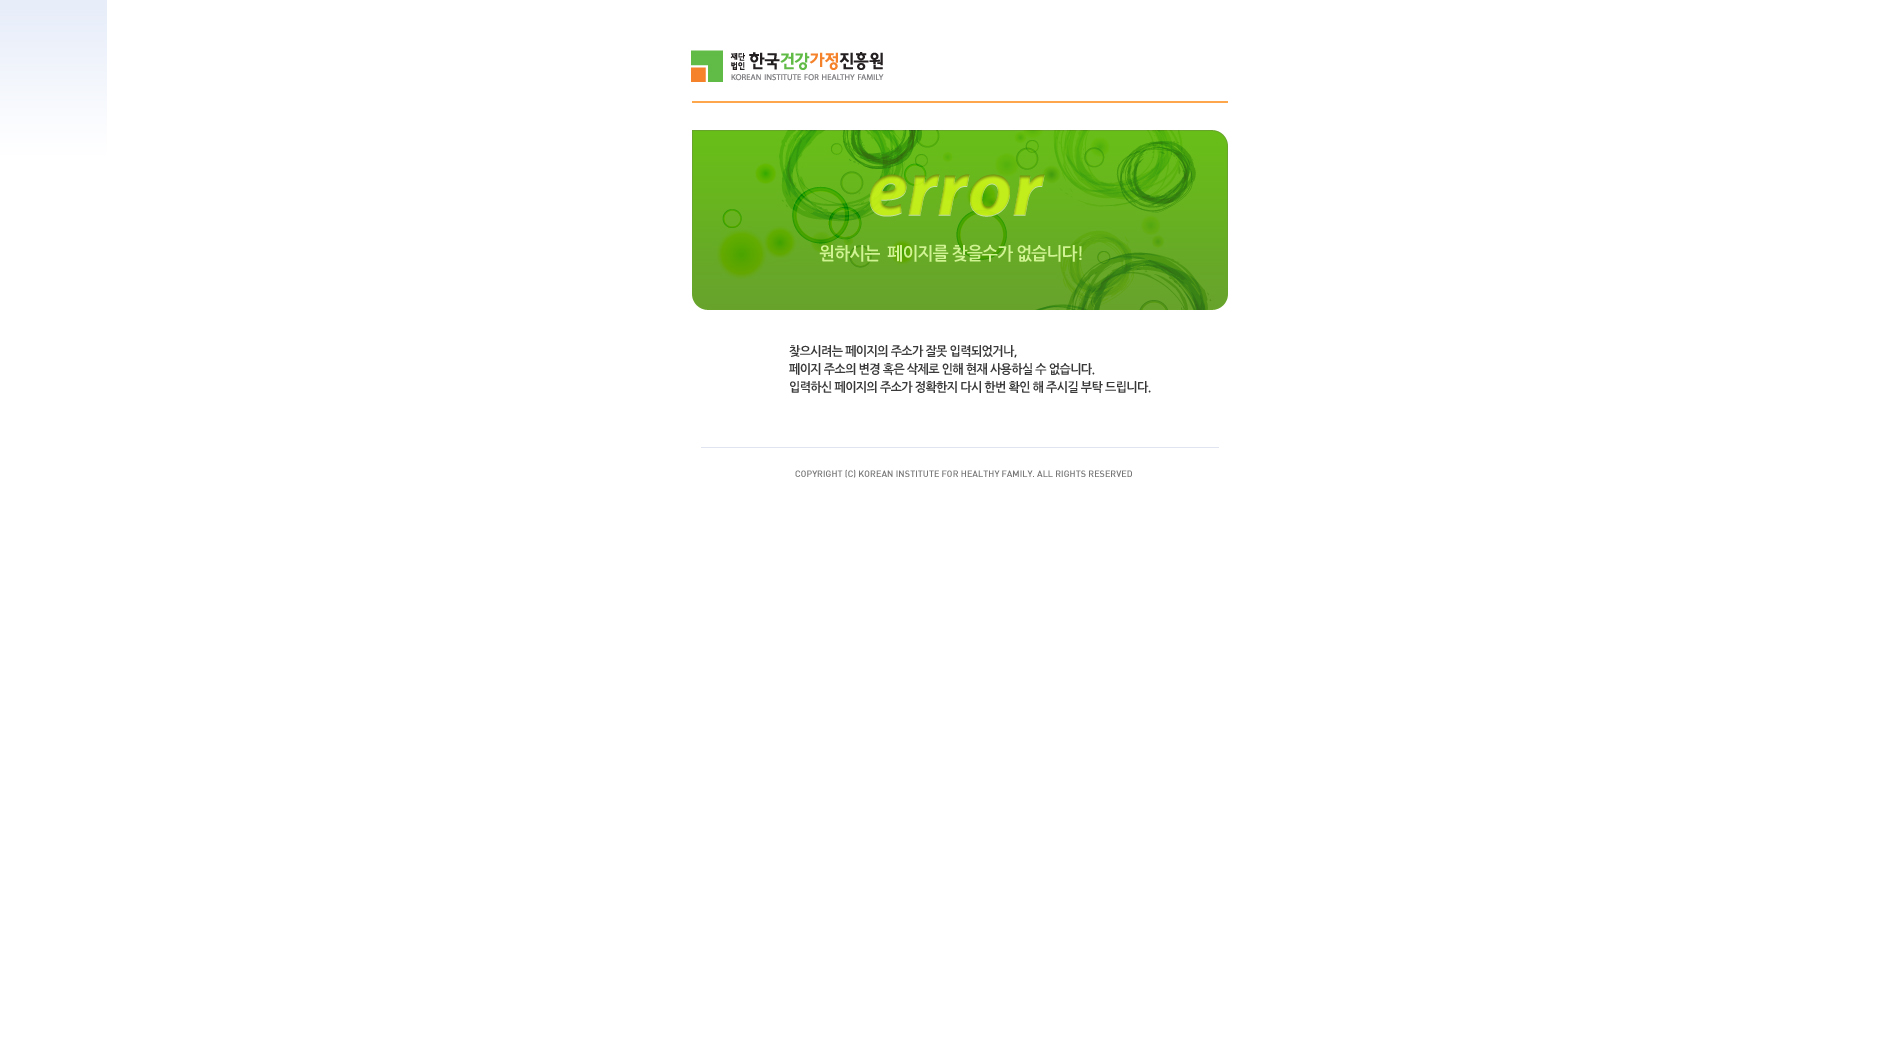 재단
법인
한국건강가정진흥원
KOREAN INSTITUTE FOR HEALTHY FAMILY
error
원하시는 페이지를 찾을수가 없습니다!
찾으시려는 페이지의 주소가 잘못 입력되었거나,
페이지 주소의 변경 혹은 삭제로 인해 현재 사용하실 수 없습니다.
입력하신 페이지의 주소가 정확한지 다시 한번 확인 해 주시길 부탁 드립니다.
COPYRIGHT (C) KOREAN INSTITUTE FOR HEALTHY FAMILY. ALL RIGHTS RESERVED